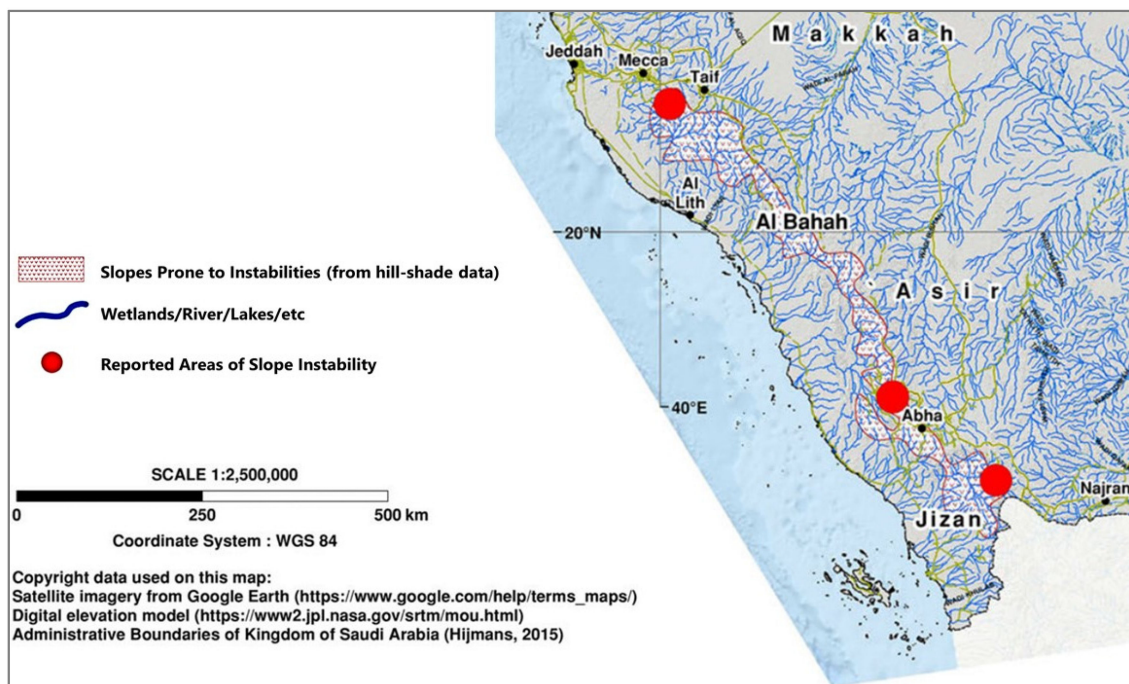 Makkah
Jeddah
Mecca
Taif
Al
Lith
Al Bahah
20°N
Asir
40°E
Abha
Najran
Jizan
Slopes Prone to Instabilities (from hill-shade data)
Wetlands/River/Lakes/etc
Reported Areas of Slope Instability
SCALE 1:2,500,000
0 250 500 km
Coordinate System : WGS 84
Copyright data used on this map:
Satellite imagery from Google Earth (https://www.google.com/help/terms_maps/)
Digital elevation model (https://www2.jpl.nasa.gov/srtm/mou.html)
Administrative Boundaries of Kingdom of Saudi Arabia (Hijmans, 2015)